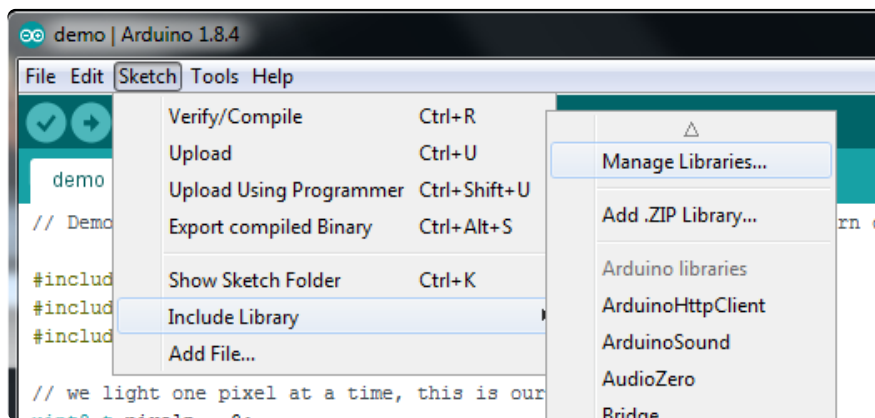 demo | Arduino 1.8.4
File Edit Sketch Tools Help
Verify/Compile Ctrl+R
Upload Ctrl+U
Upload Using Programmer Ctrl+Shift+U
Export compiled Binary Ctrl+Alt+S
Show Sketch Folder Ctrl+K
Include Library
Add File...
Manage Libraries...
Add .ZIP Library...
Arduino libraries
ArduinoHttpClient
ArduinoSound
AudioZero
Bridge
demo
// Demo
#includ
#includ
#includ
// we light one pixel at a time, this is our